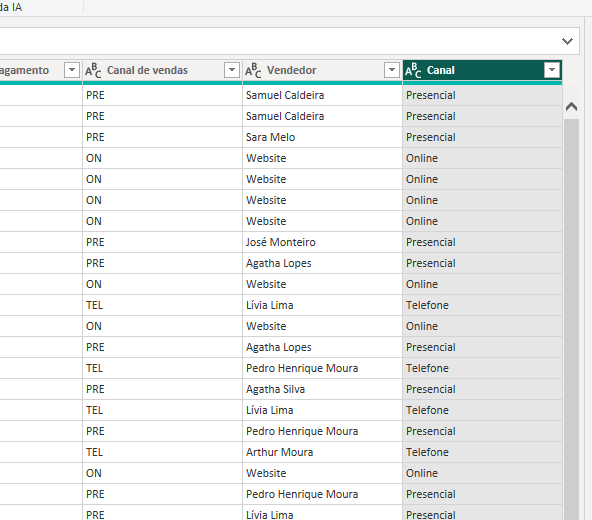 da IA
agamento ABC Canal de vendas ABC Vendedor ABC Canal
PRE Samuel Caldeira Presencial
PRE Samuel Caldeira Presencial
PRE Sara Melo Presencial
ON Website Online
ON Website Online
ON Website Online
ON Website Online
PRE José Monteiro Presencial
PRE Agatha Lopes Presencial
ON Website Online
TEL Lívia Lima Telefone
ON Website Online
PRE Agatha Lopes Presencial
TEL Pedro Henrique Moura Telefone
PRE Agatha Silva Presencial
TEL Lívia Lima Telefone
PRE Pedro Henrique Moura Presencial
TEL Arthur Moura Telefone
ON Website Online
PRE Pedro Henrique Moura Presencial
PRE Lívia Lima Presencial